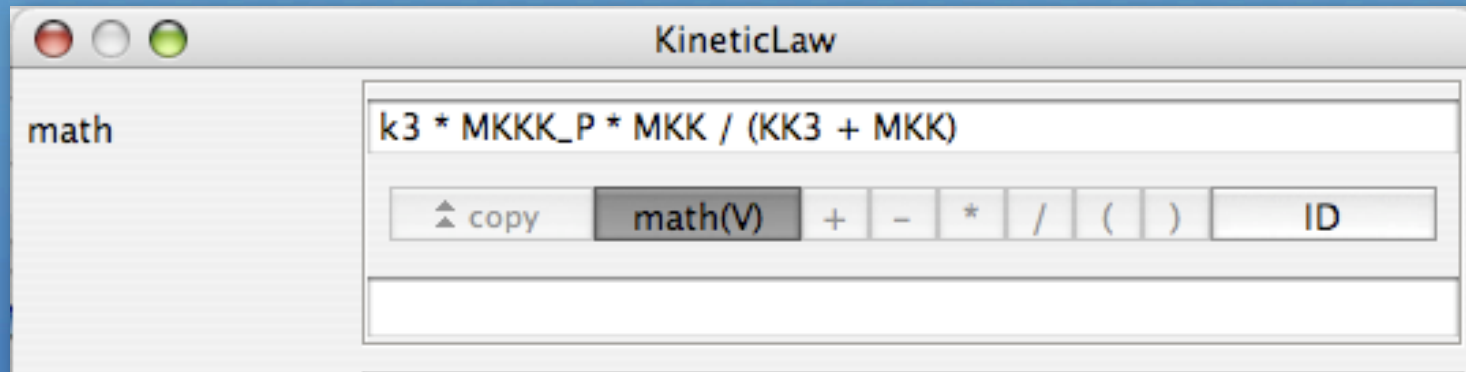 KineticLaw
math
k3 * MKKK_P * MKK / (KK3 + MKK)
copy math(V) + - * / ( ) ID